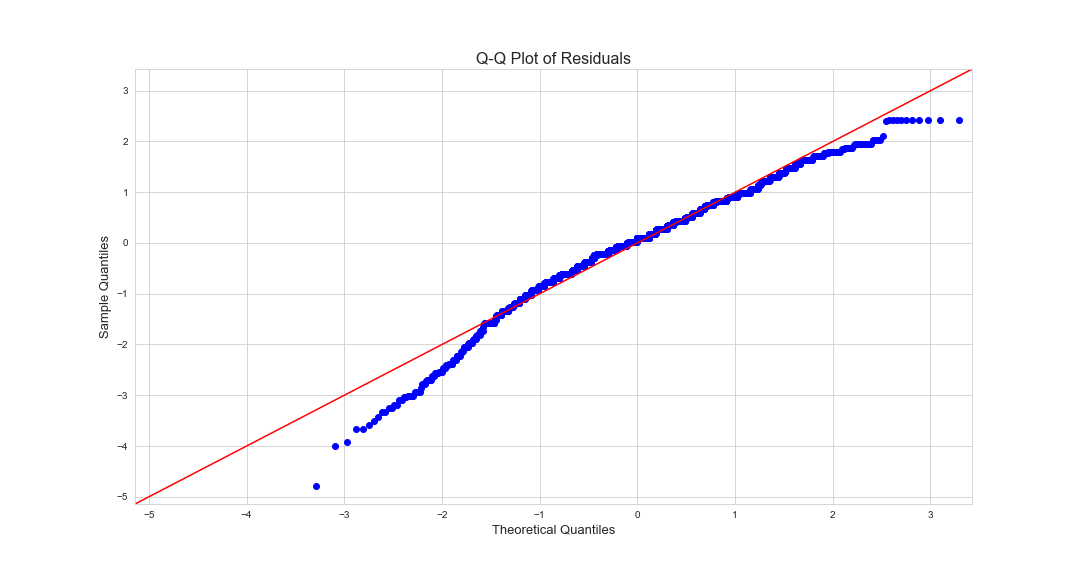 Q-Q Plot of Residuals
3
2
1
0
−1
−2
−3
−4
−5
Sample Quantiles
−5 −4 −3 −2 −1 0 1 2 3
Theoretical Quantiles